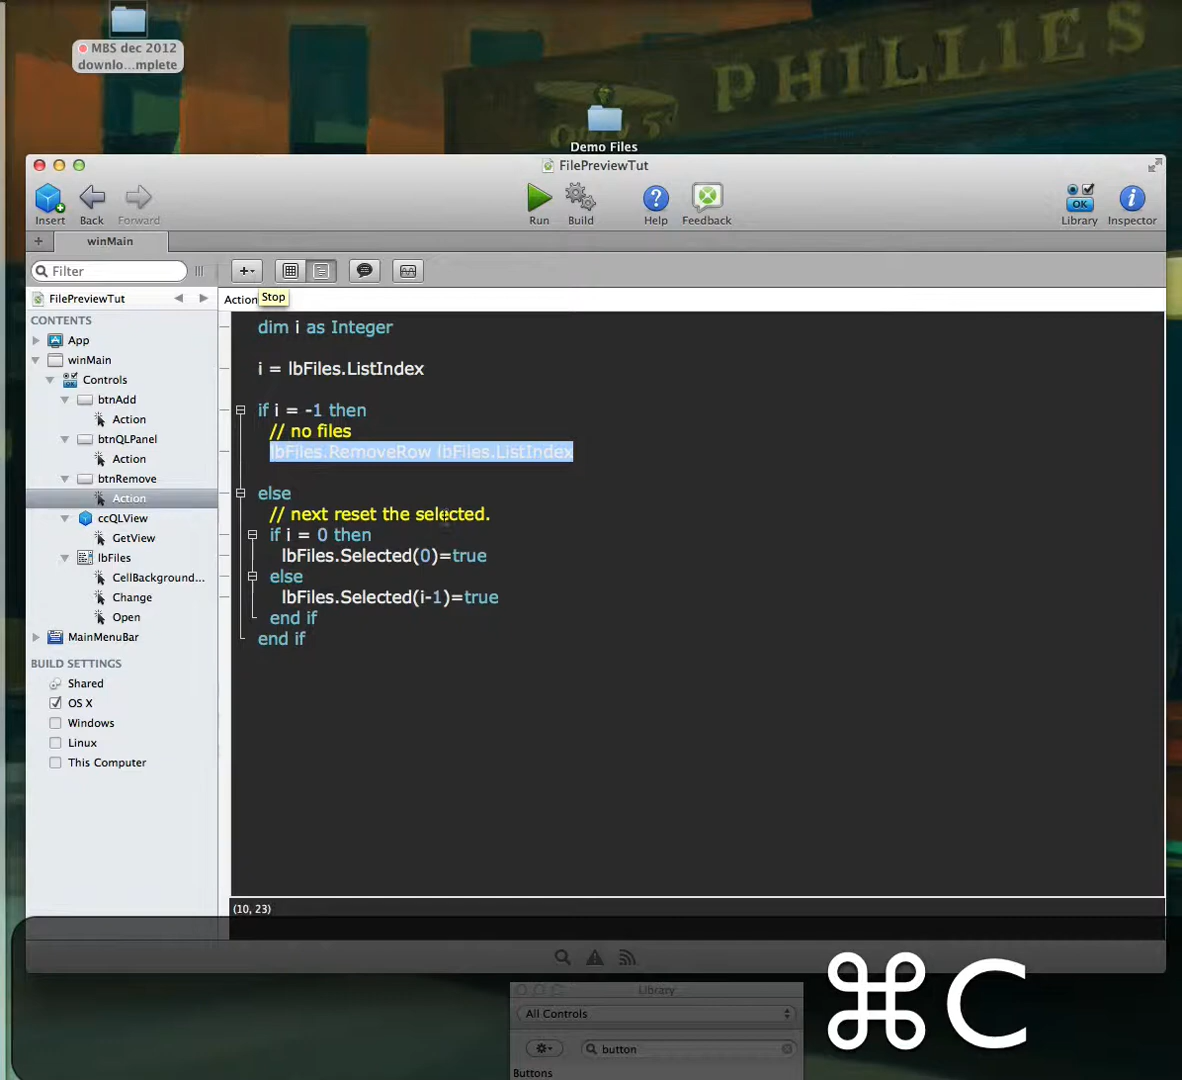 MBS dec 2012
downlo...mplete
PHILLIES
Demo Files
FilePreviewTut
Insert
Back
Forward
Run
Build
Help
Feedback
Library
Inspector
winMain
Filter
FilePreviewTut
Action
Stop
CONTENTS
App
winMain
Controls
btnAdd
Action
btnQLPanel
Action
btnRemove
Action
ccQLView
GetView
lbFiles
CellBackground...
Change
Open
MainMenuBar
BUILD SETTINGS
Shared
OS X
Windows
Linux
This Computer
dim i as Integer
i = lbFiles.ListIndex
if i = -1 then
// no files
lbFiles.RemoveRow lbFiles.ListIndex
else
// next reset the selected.
if i = 0 then
lbFiles.Selected(0)=true
else
lbFiles.Selected(i-1)=true
end if
end if
(10, 23)
⌘C
Library
All Controls
button
Buttons